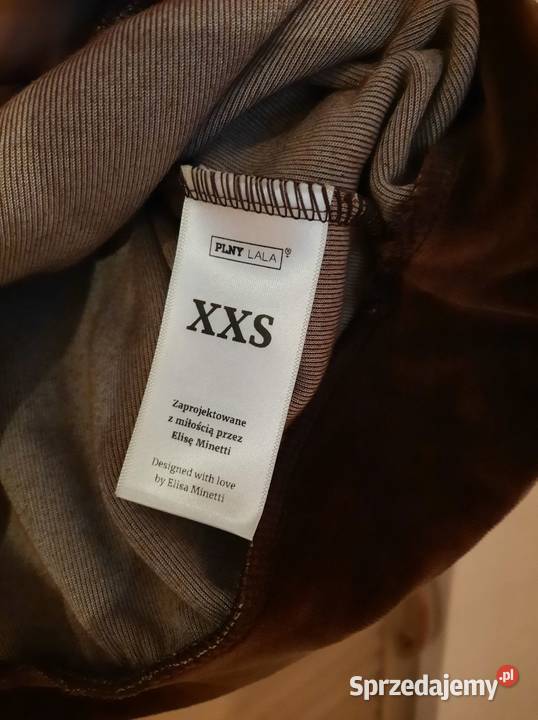 PLNY LALA
XXS
Zaprojektowane
z miłością przez
Elisę Minetti
Designed with love
by Elisa Minetti
Sprzedajemy.pl